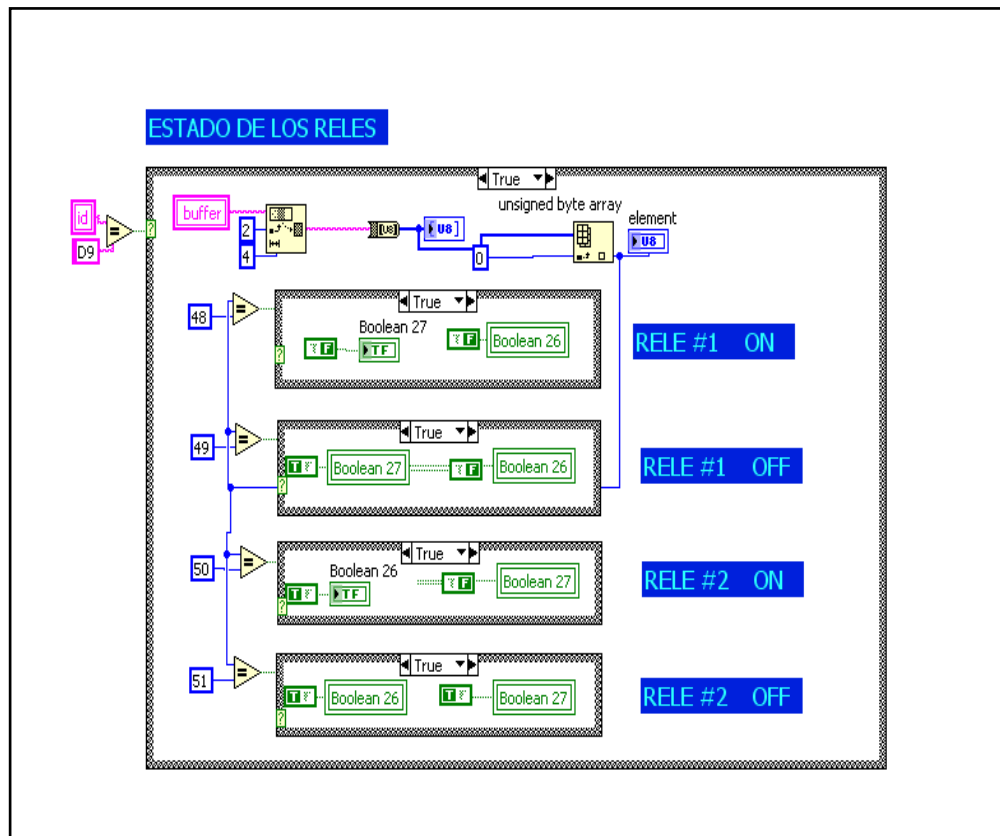 ESTADO DE LOS RELES
True
unsigned byte array
element
id
D9
?
buffer
2
4
[U8]
U8]
0
U8
=
48
=
True
Boolean 27
F
TF
F
Boolean 26
?
RELE #1 ON
49
=
True
T
Boolean 27
F
Boolean 26
?
RELE #1 OFF
50
=
True
Boolean 26
T
TF
F
Boolean 27
?
RELE #2 ON
51
=
True
T
Boolean 26
T
Boolean 27
?
RELE #2 OFF